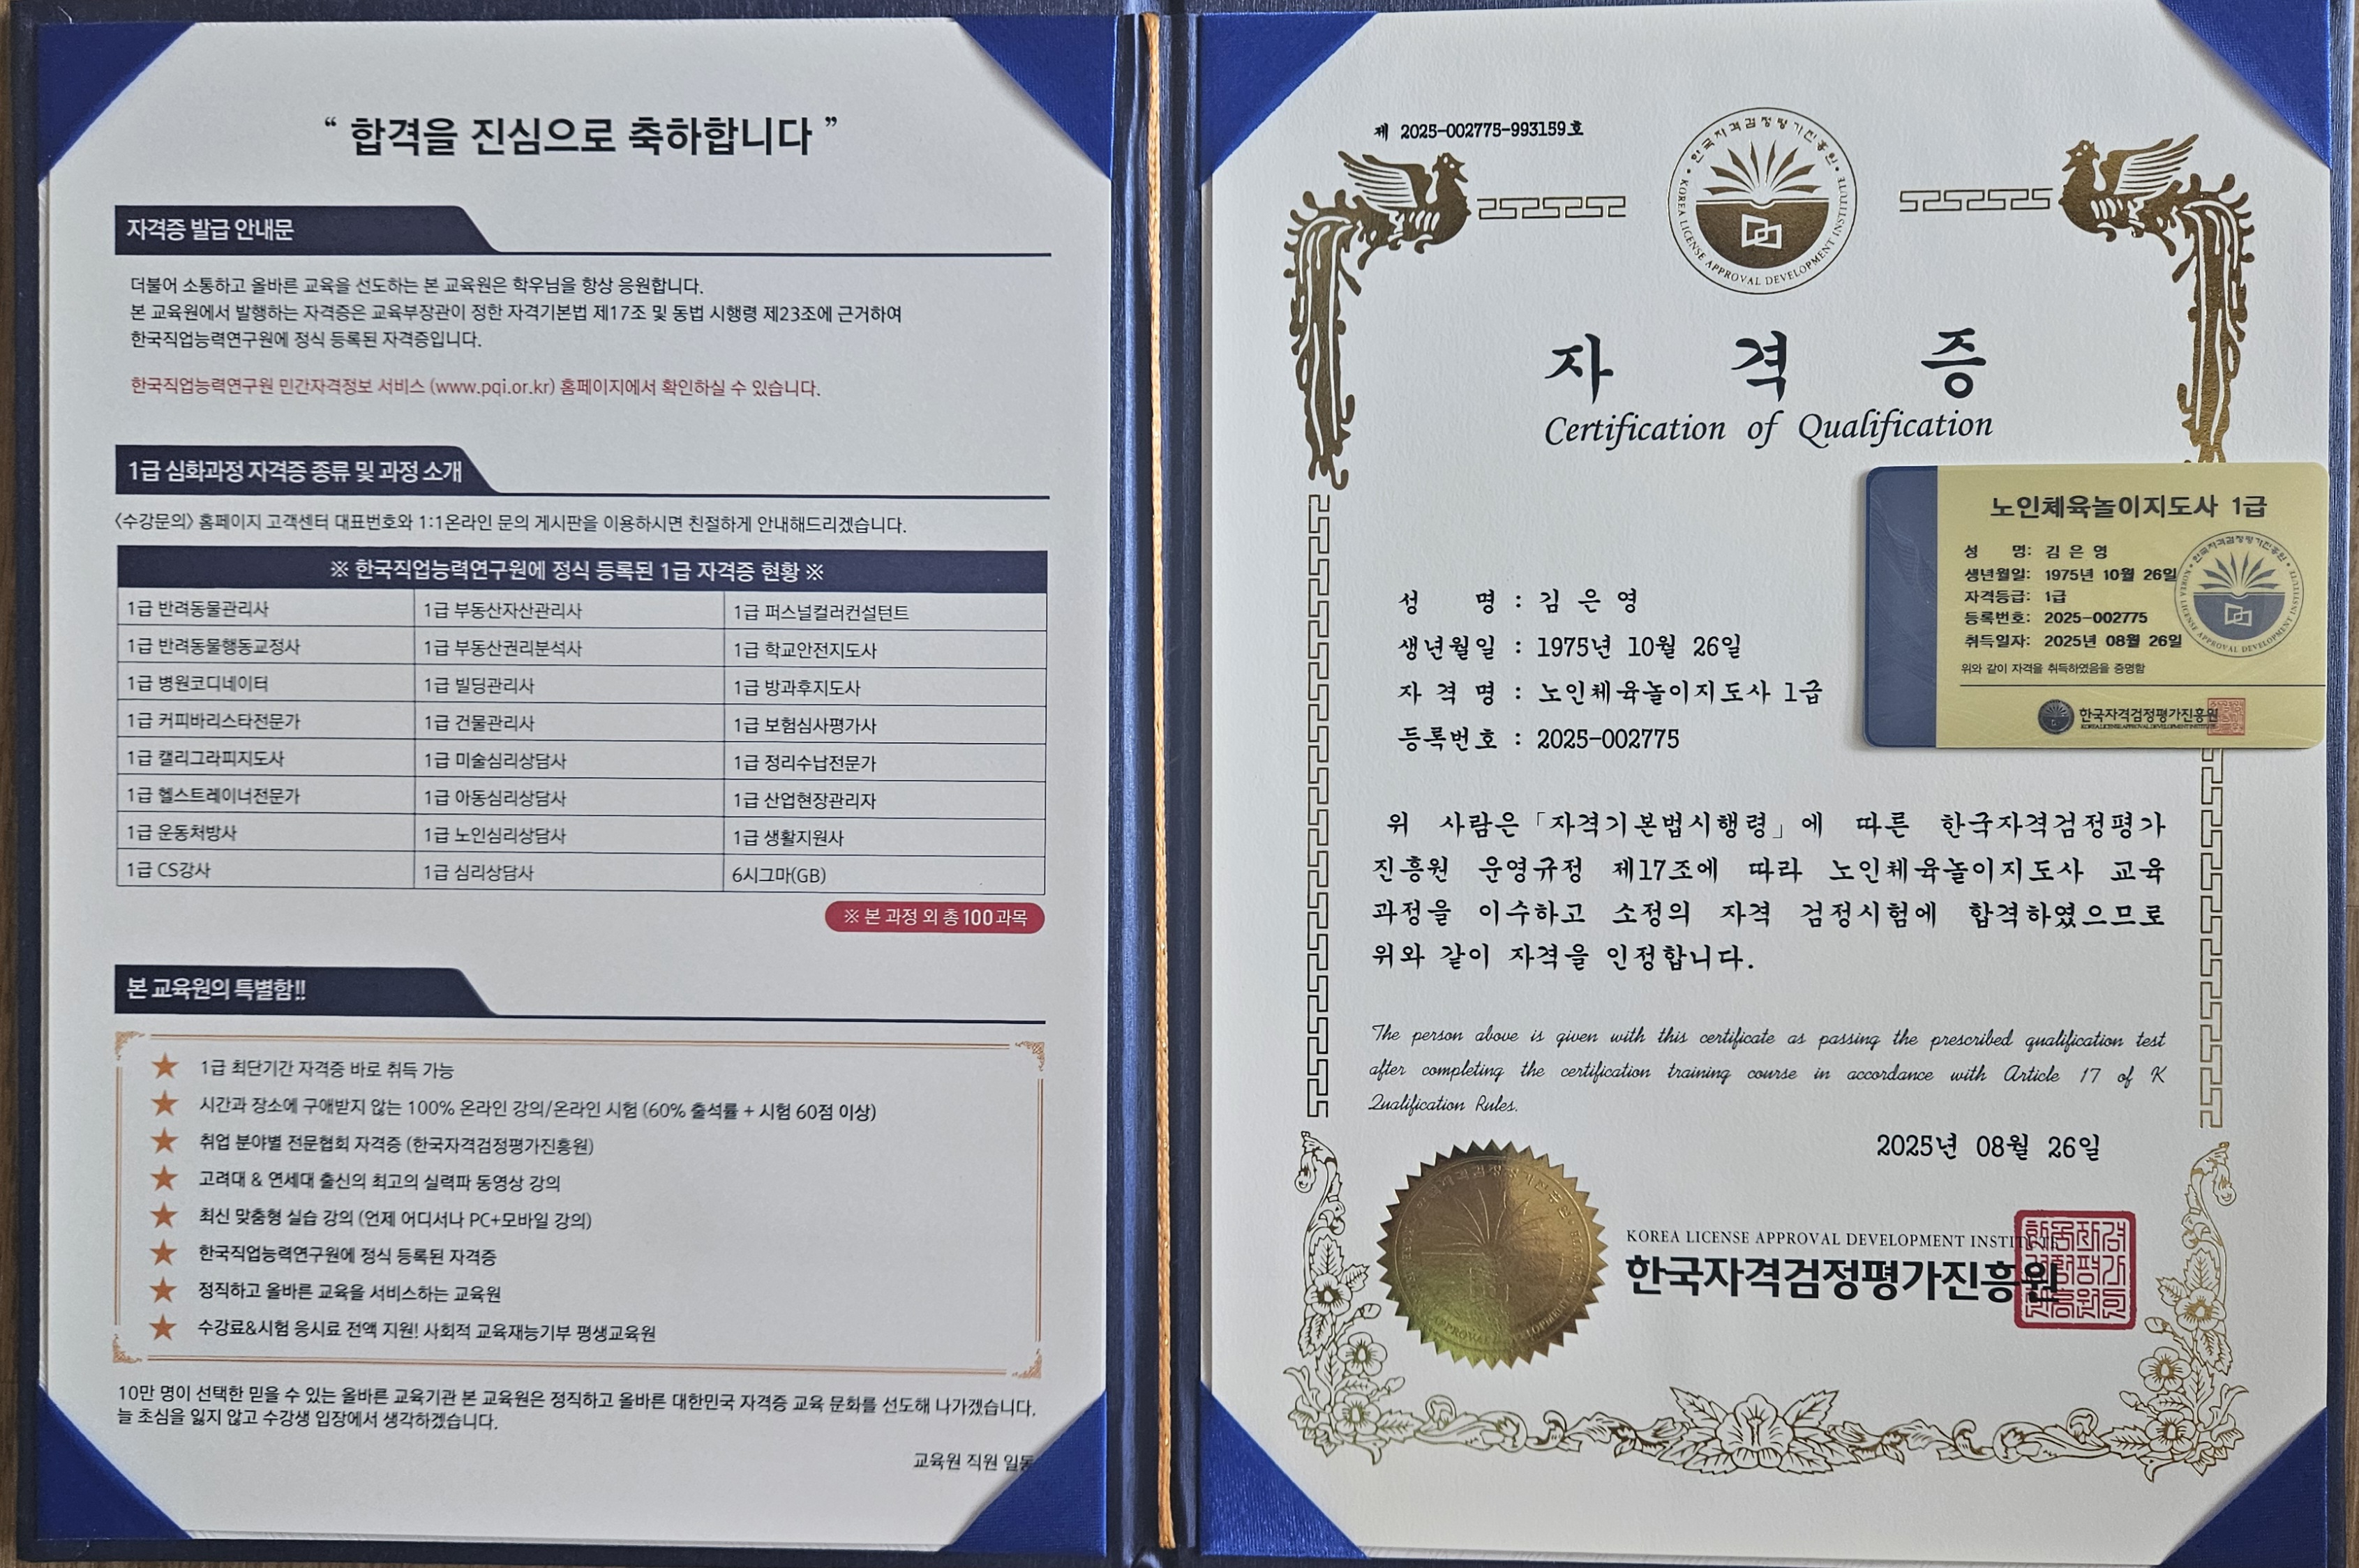 “ 합격을 진심으로 축하합니다 ”
자격증 발급 안내문
더불어 소통하고 올바른 교육을 선도하는 본 교육원은 학우님을 항상 응원합니다.
본 교육원에서 발행하는 자격증은 교육부장관이 정한 자격기본법 제17조 및 동법 시행령 제23조에 근거하여
한국직업능력연구원에 정식 등록된 자격증입니다.
한국직업능력연구원 민간자격정보 서비스 (www.pqi.or.kr) 홈페이지에서 확인하실 수 있습니다.
1급 심화과정 자격증 종류 및 과정 소개
<수강문의> 홈페이지 고객센터 대표번호와 1:1온라인 문의 게시판을 이용하시면 친절하게 안내해드리겠습니다.
※ 한국직업능력연구원에 정식 등록된 1급 자격증 현황 ※
1급 반려동물관리사 1급 부동산자산관리사 1급 퍼스널컬러컨설턴트
1급 반려동물행동교정사 1급 부동산권리분석사 1급 학교안전지도사
1급 병원코디네이터 1급 빌딩관리사 1급 방과후지도사
1급 커피바리스타전문가 1급 건물관리사 1급 보험심사평가사
1급 캘리그라피지도사 1급 미술심리상담사 1급 정리수납전문가
1급 헬스트레이너전문가 1급 아동심리상담사 1급 산업현장관리자
1급 운동처방사 1급 노인심리상담사 1급 생활지원사
1급 CS강사 1급 심리상담사 6시그마(GB)
※ 본 과정 외 총 100과목
본 교육원의 특별함!!
★ 1급 최단기간 자격증 바로 취득 가능
★ 시간과 장소에 구애받지 않는 100% 온라인 강의/온라인 시험 (60% 출석률 + 시험 60점 이상)
★ 취업 분야별 전문협회 자격증 (한국자격검정평가진흥원)
★ 고려대 & 연세대 출신의 최고의 실력파 동영상 강의
★ 최신 맞춤형 실습 강의 (언제 어디서나 PC+모바일 강의)
★ 한국직업능력연구원에 정식 등록된 자격증
★ 정직하고 올바른 교육을 서비스하는 교육원
★ 수강료&시험 응시료 전액 지원! 사회적 교육재능기부 평생교육원
10만 명이 선택한 믿을 수 있는 올바른 교육기관 본 교육원은 정직하고 올바른 대한민국 자격증 교육 문화를 선도해 나가겠습니다.
늘 초심을 잃지 않고 수강생 입장에서 생각하겠습니다.
교육원 직원 일동
제 2025-002775-993159호
한국자격검정평가진흥원
KOREA LICENSE APPROVAL DEVELOPMENT INSTITUTE
자 격 증
Certification of Qualification
성 명 : 김 은 영
생년월일 : 1975년 10월 26일
자 격 명 : 노인체육놀이지도사 1급
등록번호 : 2025-002775
위 사람은「자격기본법시행령」에 따른 한국자격검정평가
진흥원 운영규정 제17조에 따라 노인체육놀이지도사 교육
과정을 이수하고 소정의 자격 검정시험에 합격하였으므로
위와 같이 자격을 인정합니다.
The person above is given with this certificate as passing the prescribed qualification test
after completing the certification training course in accordance with Article 17 of K
Qualification Rules.
2025년 08월 26일
KOREA LICENSE APPROVAL DEVELOPMENT INSTITUTE
한국자격검정평가진흥원
노인체육놀이지도사 1급
성 명: 김 은 영
생년월일: 1975년 10월 26일
자격등급: 1급
등록번호: 2025-002775
취득일자: 2025년 08월 26일
위와 같이 자격을 취득하였음을 증명함
한국자격검정평가진흥원
KOREA LICENSE APPROVAL DEVELOPMENT INSTITUTE
한국자격검정평가진흥원
KOREA LICENSE APPROVAL DEVELOPMENT INSTITUTE